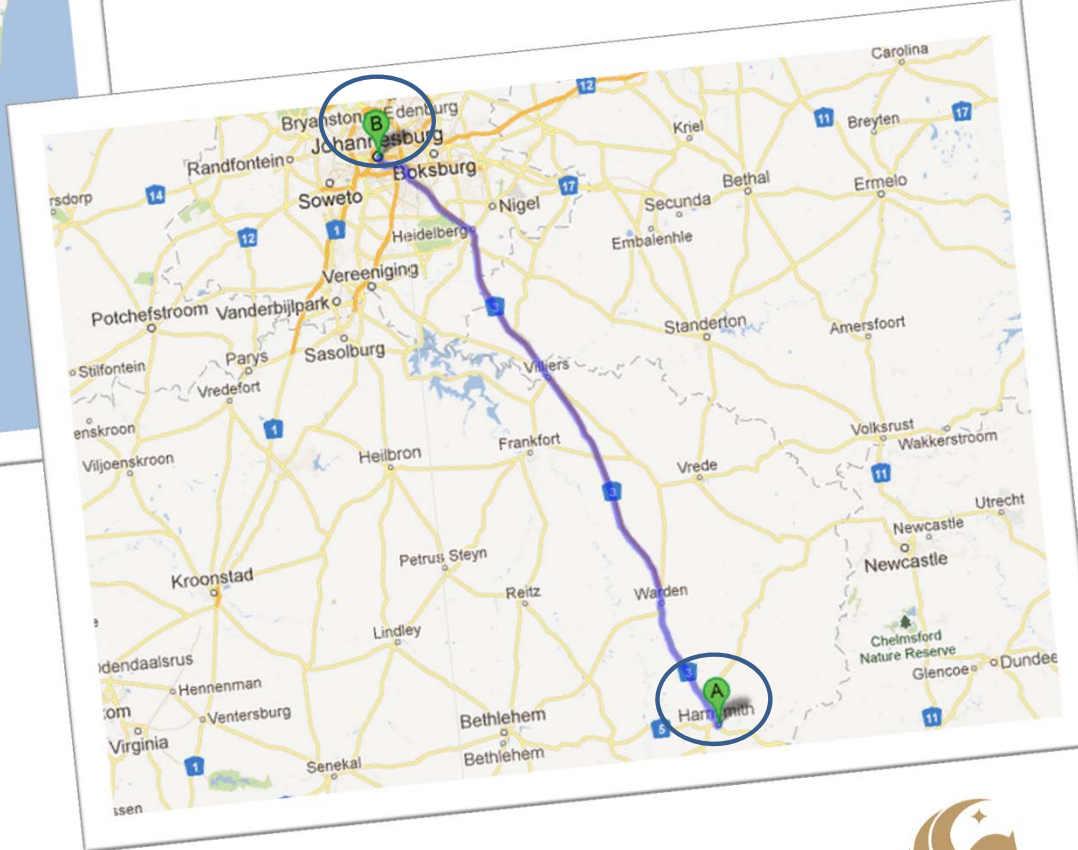 Carolina
12
Bryanston
Edenburg
B
11
Breyten
17
Kriel
Johannesburg
Randfontein
Boksburg
rsdorp
14
Soweto
Nigel
17
Bethal
Ermelo
Secunda
12
1
Heidelberg
Embalenhle
Vereeniging
Potchefstroom
Vanderbijlpark
3
Standerton
Amersfoort
Parys
Sasolburg
Stilfontein
Villiers
Vredefort
enskroon
1
Volksrust
Wakkerstroom
Viljoenskroon
Heilbron
Frankfort
Vrede
11
3
Utrecht
Newcastle
Newcastle
Kroonstad
Petrus Steyn
Reitz
Warden
Lindley
Chelmsford
Nature Reserve
odendaalsrus
Hennenman
3
A
Glencoe
Dundee
om
Ventersburg
Harrismith
Virginia
Bethlehem
Bethlehem
5
11
1
Senekal
ssen